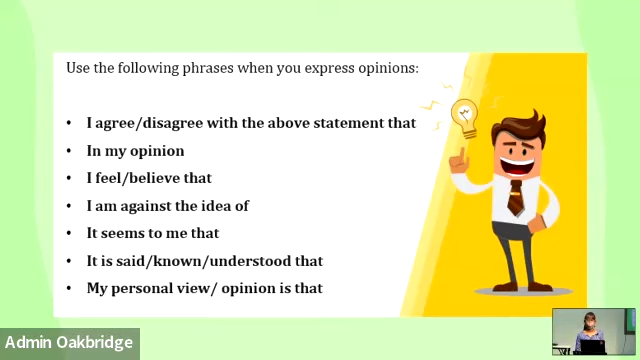 Use the following phrases when you express opinions:
• I agree/disagree with the above statement that
• In my opinion
• I feel/believe that
• I am against the idea of
• It seems to me that
• It is said/known/understood that
• My personal view/ opinion is that
Admin Oakbridge